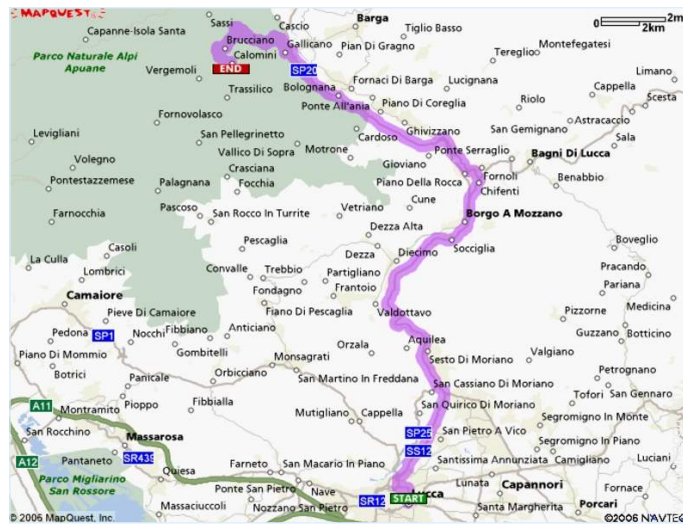 MAPQUEST
Sassi
Cascio
Barga
Tiglio Basso
0 2mi
2km
Capanne-Isola Santa
Brucciano
Gallicano
Pian Di Gragno
Montefegatesi
Tereglio
Parco Naturale Alpi
Apuane
Calomini
END
SP20
Vergemoli
Fornaci Di Barga
Lucignana
Limano
Bolognana
Trassilico
Ponte All'ania
Piano Di Coreglia
Riolo
Cappella
Scesta
Fornovolasco
Astracaccio
Levigliani
San Pellegrinetto
Cardoso
Ghivizzano
San Gemignano
Sala
Vallico Di Sopra
Motrone
Ponte Serraglio
Volegno
Gioviano
Bagni Di Lucca
Crasciana
Fornoli
Pontestazzemese
Palagnana
Focchia
Piano Della Rocca
Chifenti
Benabbio
Farnocchia
Pascoso
San Rocco In Turrite
Vetriano
Cune
Borgo A Mozzano
Dezza Alta
Casoli
Pescaglia
Dezza
Diecimo
Socciglia
Boveglio
La Culla
Lombrici
Convalle
Trebbio
Partigliano
Pracando
Fondagno
Frantoio
Pariana
Camaiore
Medicina
Pieve Di Camaiore
Fiano Di Pescaglia
Valdottavo
Pizzorne
Pedona
SP1
Nocchi
Fibbiano
Anticiano
Guzzano
Botticino
Gombitelli
Orzala
Aquilea
Piano Di Mommio
Monsagrati
Sesto Di Moriano
Valgiano
Botrici
Orbicciano
Petrognano
Panicale
San Martino In Freddana
San Cassiano Di Moriano
Tofori
San Gennaro
A11
Pioppo
Fibbialla
San Quirico Di Moriano
Montramito
Mutigliano
Cappella
Segromigno In Monte
San Rocchino
Massarosa
SP25
San Pietro A Vico
Segromigno In Piano
A12
Pantaneto
SR439
SS12
Santissima Annunziata
Camigliano
Luciani
Farneto
San Macario In Piano
Parco Migliarino
San Rossore
Quiesa
Lunata
Capannori
Ponte San Pietro
Nave
SR12
START
Lucca
Fornace
Massaciuccoli
Nozzano San Pietro
Santa Margherita
Porcari
© 2006 MapQuest, Inc.
©2006 NAVTEQ